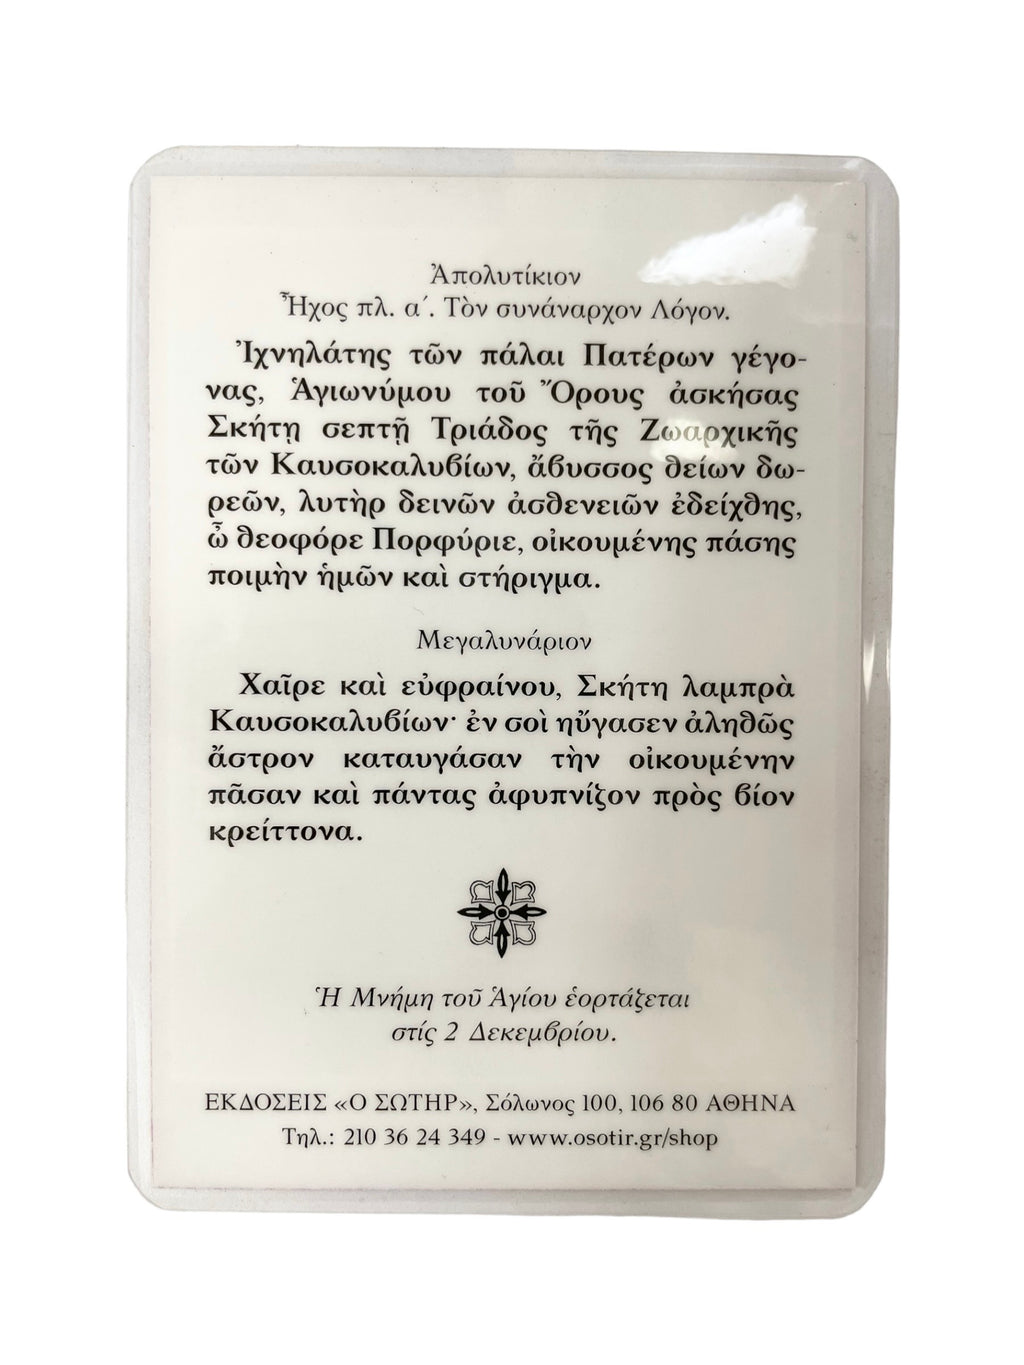 Ἀπολυτίκιον
Ἦχος πλ. α΄. Τὸν συνάναρχον Λόγον.
Ἰχνηλάτης τῶν πάλαι Πατέρων γέγο-
νας, Ἁγιωνύμου τοῦ Ὄρους ἀσκήσας
Σκήτῃ σεπτῇ Τριάδος τῆς Ζωαρχικῆς
τῶν Καυσοκαλυβίων, ἄβυσσος θείων δω-
ρεῶν, λυτὴρ δεινῶν ἀσθενειῶν ἐδείχθης,
ὦ θεοφόρε Πορφύριε, οἰκουμένης πάσης
ποιμὴν ἡμῶν καὶ στήριγμα.
Μεγαλυνάριον
Χαῖρε καὶ εὐφραίνου, Σκήτη λαμπρὰ
Καυσοκαλυβίων· ἐν σοὶ ηὔγασεν ἀληθῶς
ἄστρον καταυγάσαν τὴν οἰκουμένην
πᾶσαν καὶ πάντας ἀφυπνίζον πρὸς βίον
κρείττονα.
Ἡ Μνήμη τοῦ Ἁγίου ἑορτάζεται
στίς 2 Δεκεμβρίου.
ΕΚΔΟΣΕΙΣ «Ο ΣΩΤΗΡ», Σόλωνος 100, 106 80 ΑΘΗΝΑ
Τηλ.: 210 36 24 349 - www.osotir.gr/shop